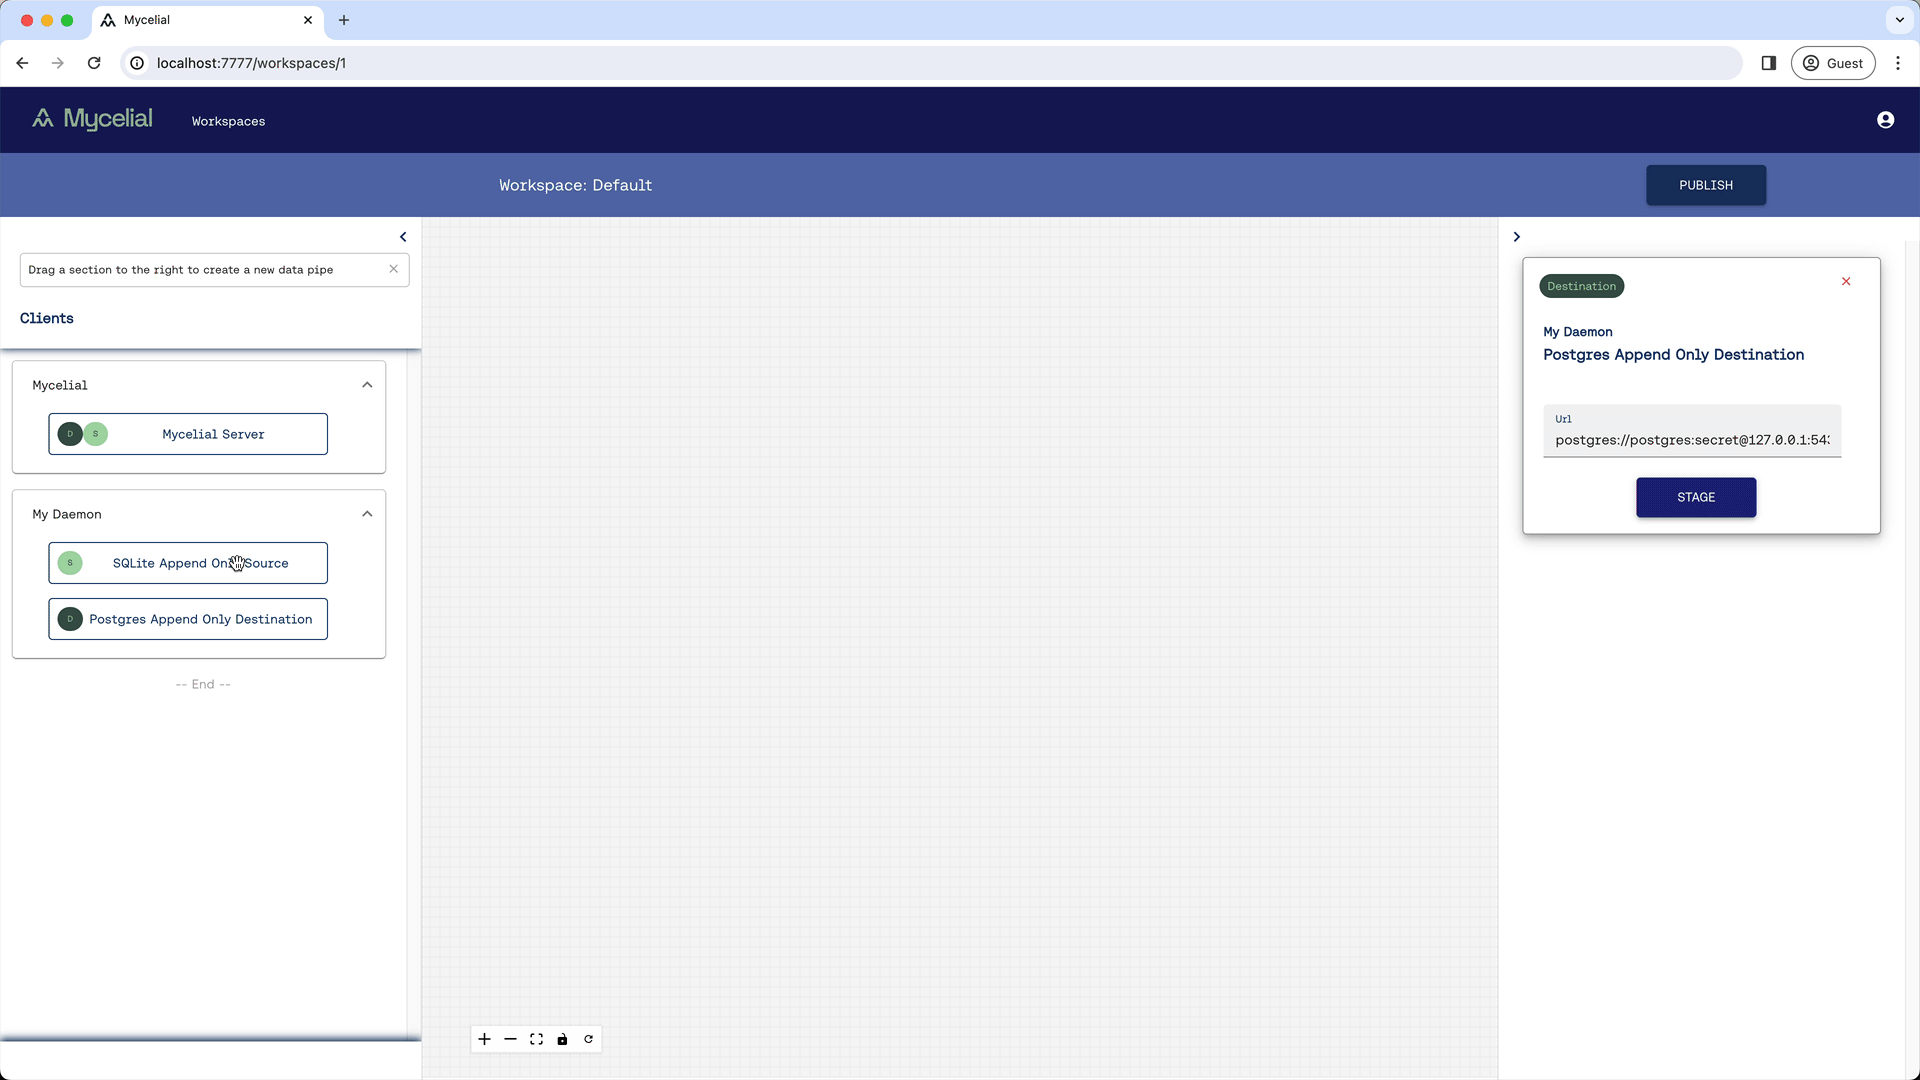 Mycelial
localhost:7777/workspaces/1
Guest
Mycelial
Workspaces
Workspace: Default
PUBLISH
Drag a section to the right to create a new data pipe
Clients
Mycelial
D
S
Mycelial Server
My Daemon
S
SQLite Append Only Source
D
Postgres Append Only Destination
-- End --
Destination
My Daemon
Postgres Append Only Destination
Url
postgres://postgres:secret@127.0.0.1:543
STAGE